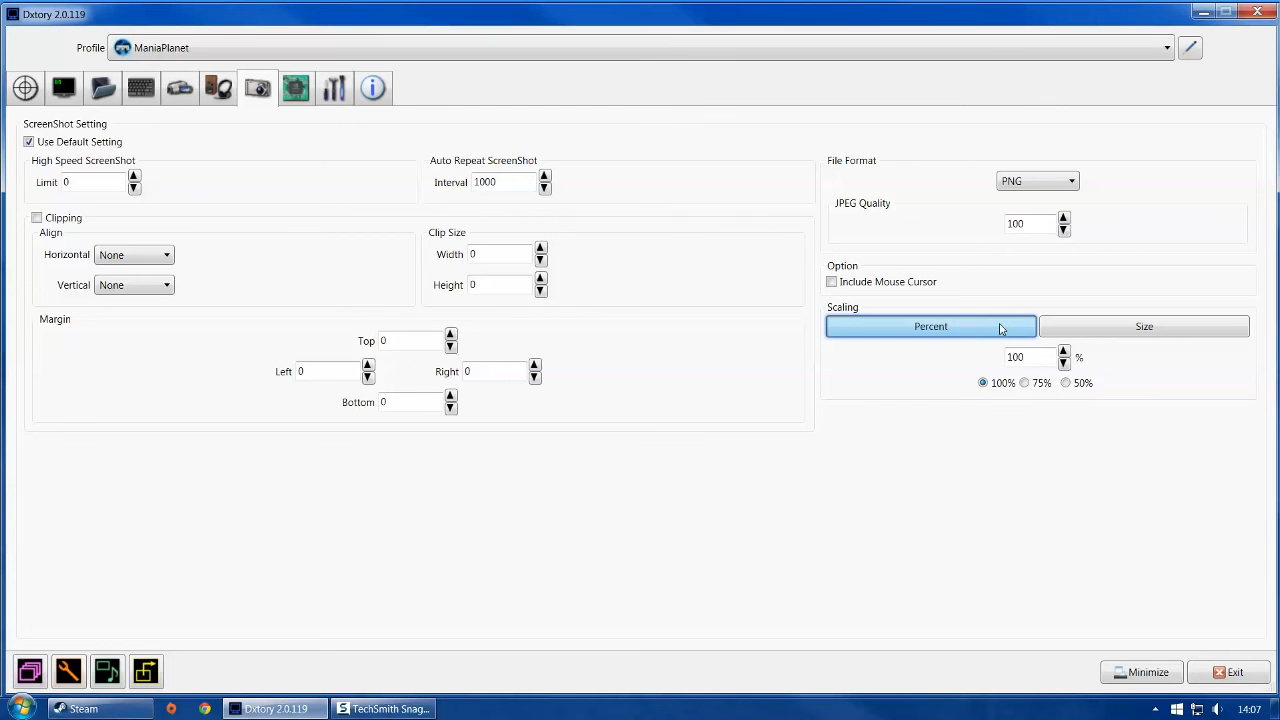 Dxtory 2.0.119
Profile ManiaPlanet
ScreenShot Setting
Use Default Setting
High Speed ScreenShot
Limit 0
Auto Repeat ScreenShot
Interval 1000
File Format
PNG
JPEG Quality
100
Clipping
Align
Horizontal None
Vertical None
Clip Size
Width 0
Height 0
Option
Include Mouse Cursor
Scaling
Percent Size
100 %
100% 75% 50%
Margin
Top 0
Left 0 Right 0
Bottom 0
Minimize Exit
Steam Dxtory 2.0.119 TechSmith Snag... 14:07